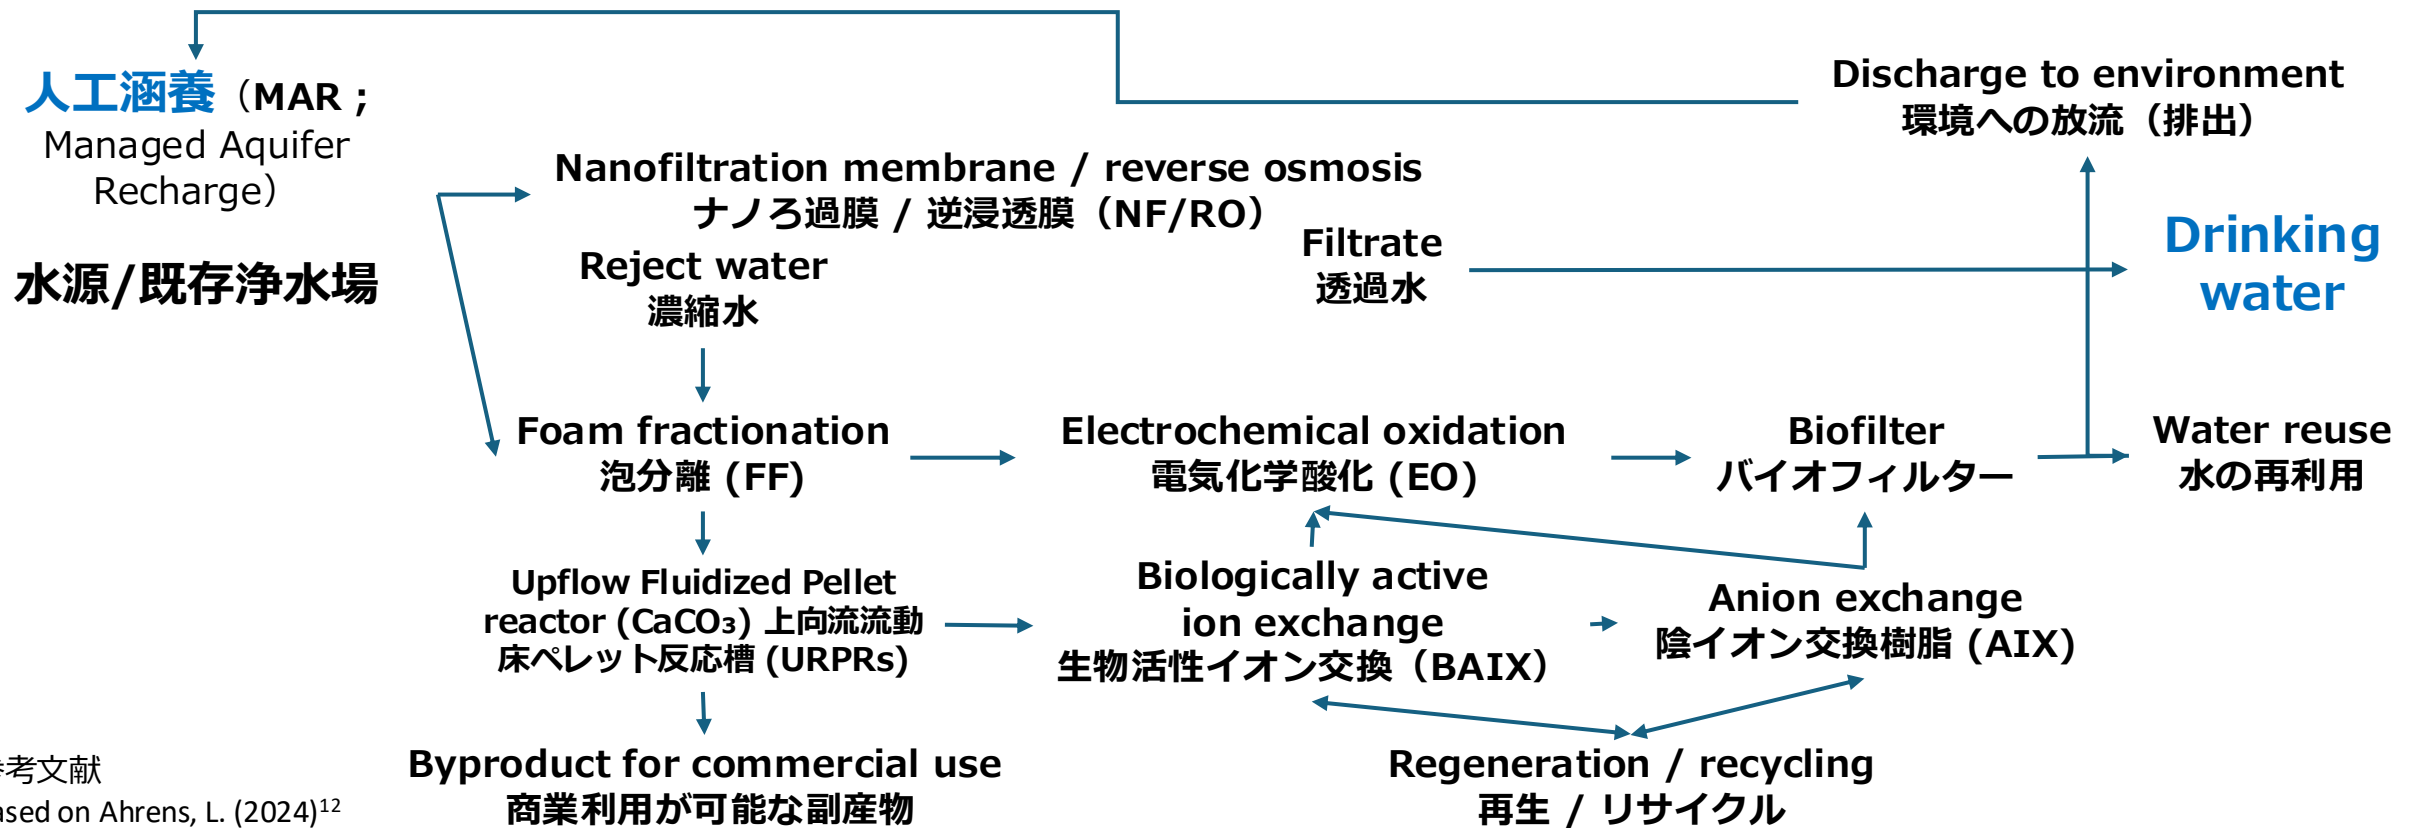 人工涵養（MAR ;
Managed Aquifer
Recharge）
水源/既存浄水場
Discharge to environment
環境への放流（排出）
Nanofiltration membrane / reverse osmosis
ナノろ過膜 / 逆浸透膜（NF/RO）
Reject water
濃縮水
Filtrate
透過水
Drinking
water
Foam fractionation
泡分離 (FF)
Electrochemical oxidation
電気化学酸化 (EO)
Biofilter
バイオフィルター
Water reuse
水の再利用
Upflow Fluidized Pellet
reactor (CaCO₃) 上向流流動
床ペレット反応槽 (URPRs)
Biologically active
ion exchange
生物活性イオン交換（BAIX）
Anion exchange
陰イオン交換樹脂 (AIX)
Byproduct for commercial use
商業利用が可能な副産物
Regeneration / recycling
再生 / リサイクル
考文献
ased on Ahrens, L. (2024)¹²